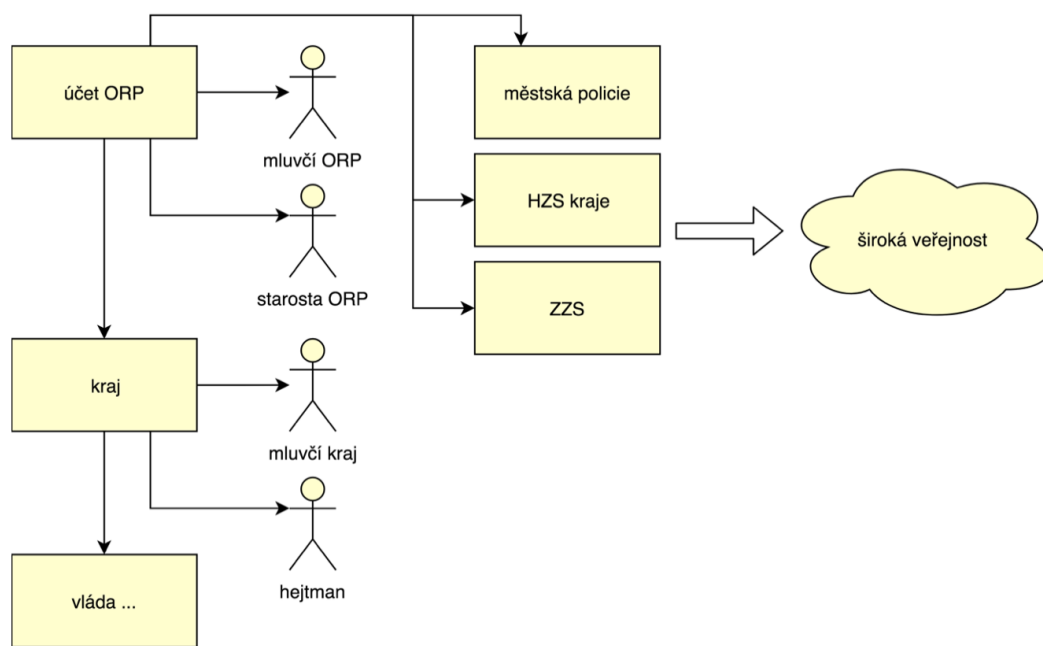 účet ORP
mluvčí ORP
městská policie
starosta ORP
HZS kraje
široká veřejnost
ZZS
kraj
mluvčí kraj
hejtman
vláda ...